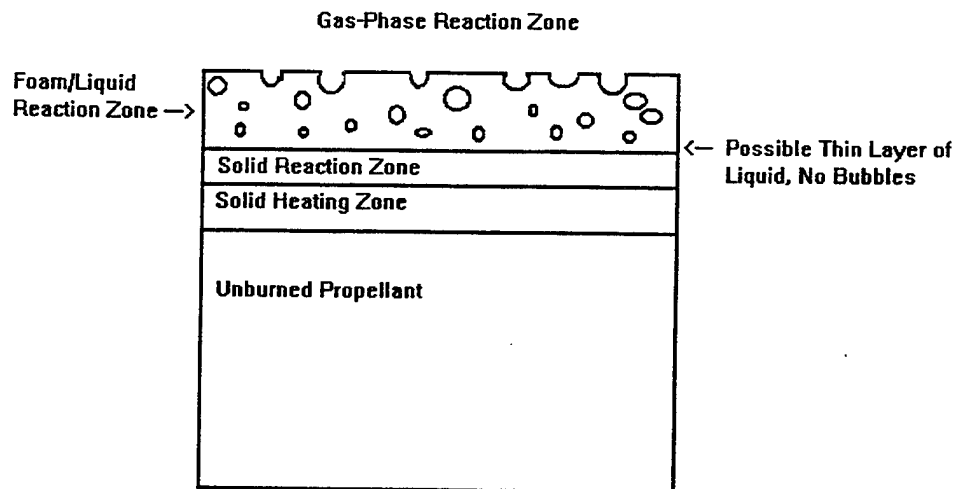 Gas-Phase Reaction Zone
Foam/Liquid
Reaction Zone —>
<— Possible Thin Layer of
Liquid, No Bubbles
Solid Reaction Zone
Solid Heating Zone
Unburned Propellant